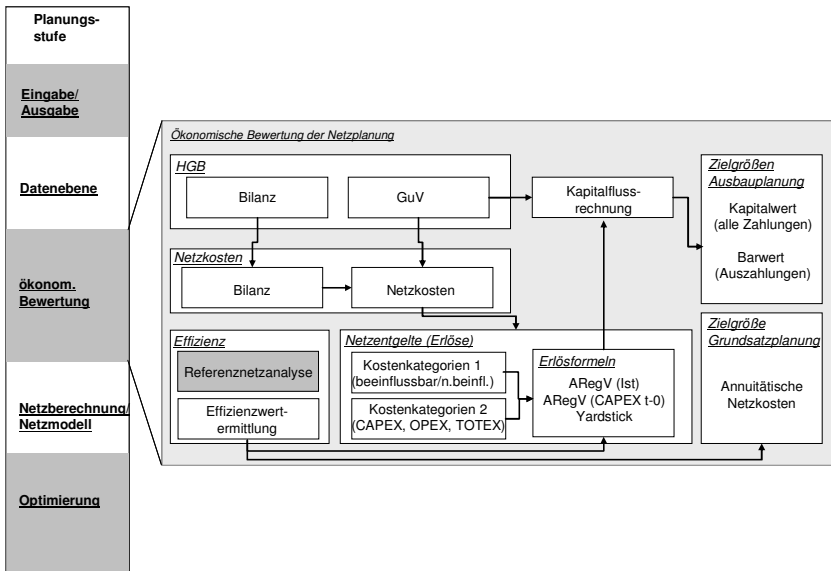 Planungs-
stufe
Eingabe/
Ausgabe
Datenebene
ökonom.
Bewertung
Netzberechnung/
Netzmodell
Optimierung
Ökonomische Bewertung der Netzplanung
HGB
Bilanz
GuV
Kapitalfluss-
rechnung
Zielgrößen
Ausbauplanung
Kapitalwert
(alle Zahlungen)
Barwert
(Auszahlungen)
Netzkosten
Bilanz
Netzkosten
Effizienz
Referenznetzanalyse
Effizienzwert-
ermittlung
Netzentgelte (Erlöse)
Kostenkategorien 1
(beeinflussbar/n.beinfl.)
Kostenkategorien 2
(CAPEX, OPEX, TOTEX)
Erlösformeln
ARegV (Ist)
ARegV (CAPEX t-0)
Yardstick
Zielgröße
Grundsatzplanung
Annuitätische
Netzkosten